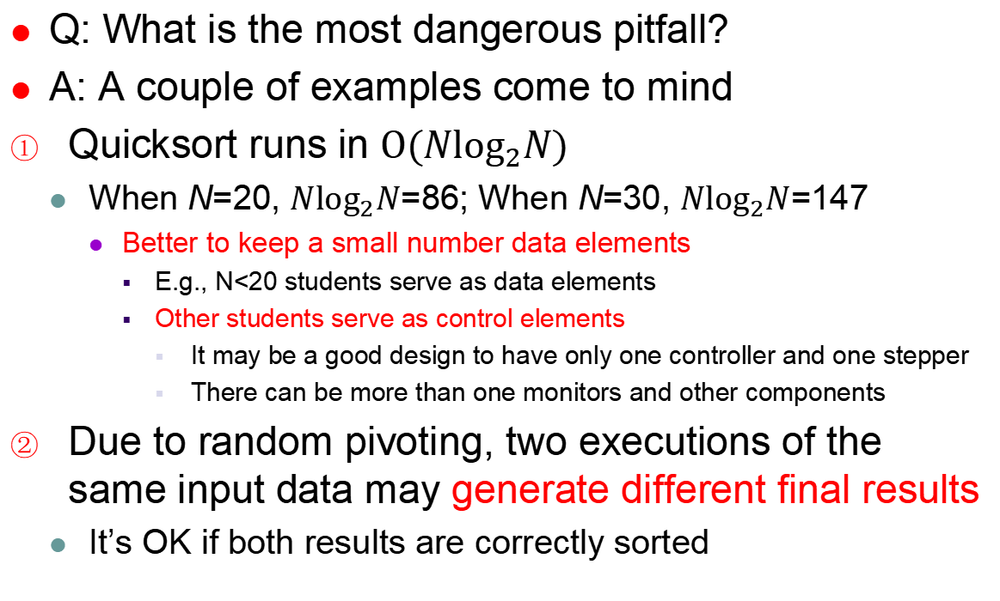 ● Q: What is the most dangerous pitfall?
● A: A couple of examples come to mind
① Quicksort runs in O(Nlog₂N)
● When N=20, Nlog₂N=86; When N=30, Nlog₂N=147
● Better to keep a small number data elements
▪ E.g., N<20 students serve as data elements
▪ Other students serve as control elements
▪ It may be a good design to have only one controller and one stepper
▪ There can be more than one monitors and other components
② Due to random pivoting, two executions of the
same input data may generate different final results
● It’s OK if both results are correctly sorted